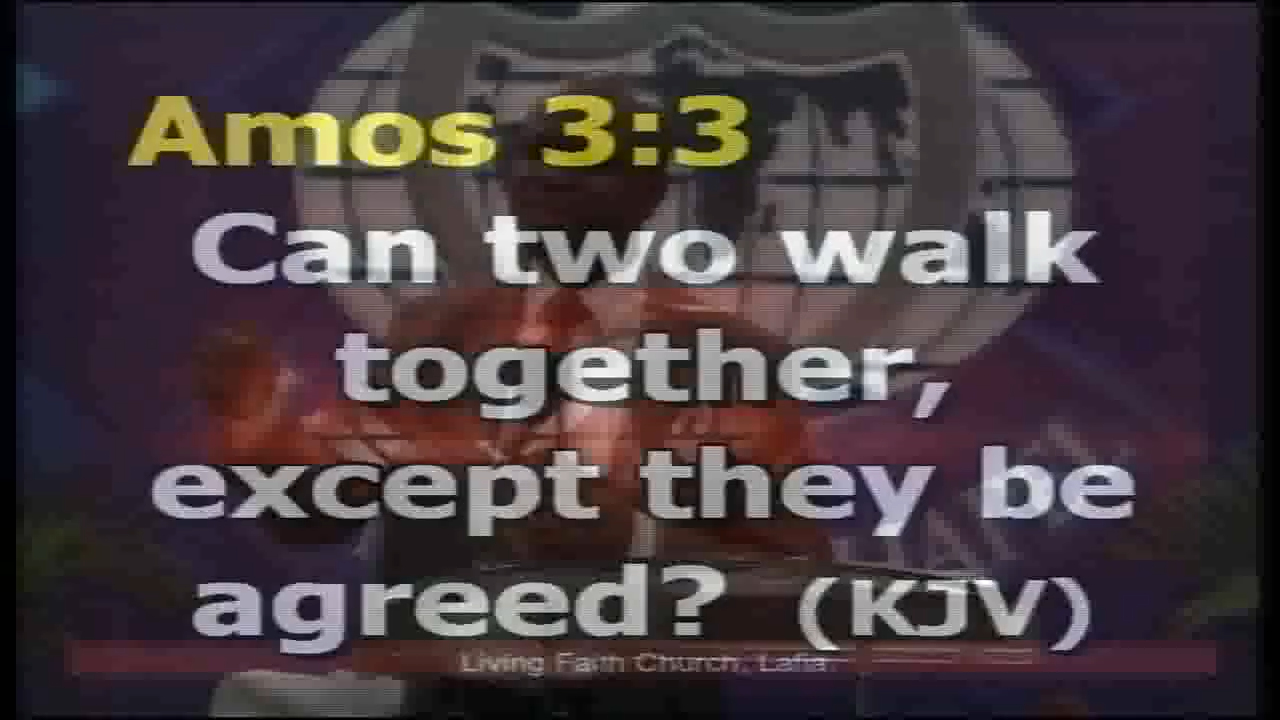 Amos 3:3
Can two walk
together,
except they be
agreed? (KJV)
Living Faith Church, Lafia.